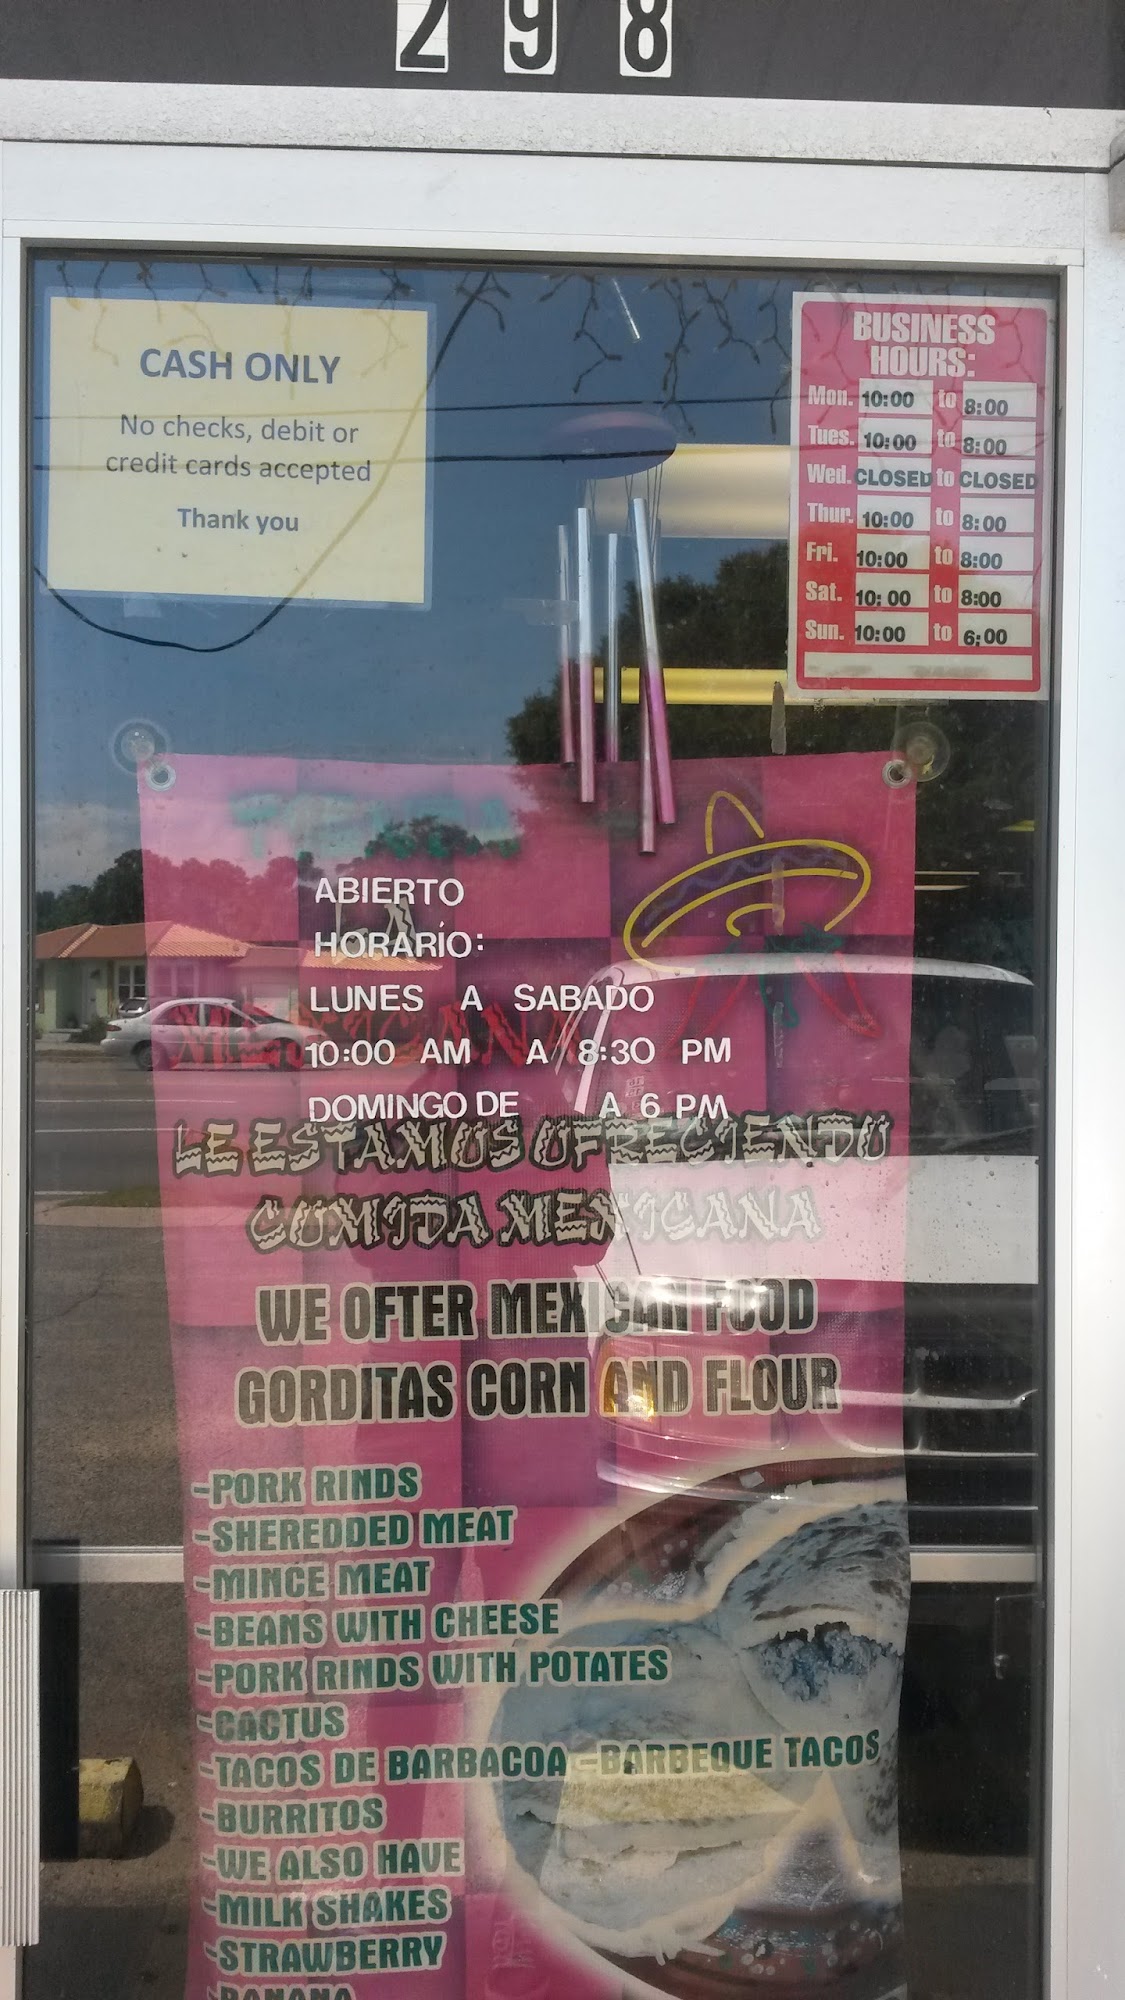 298
CASH ONLY
No checks, debit or
credit cards accepted
Thank you
BUSINESS
HOURS:
Mon. 10:00 to 8:00
Tues. 10:00 to 8:00
Wed. CLOSED to CLOSED
Thur. 10:00 to 8:00
Fri. 10:00 to 8:00
Sat. 10:00 to 8:00
Sun. 10:00 to 6:00
TIENDA
LA
MEXICANA
ABIERTO
HORARÍO:
LUNES A SABADO
10:00 AM A 8:30 PM
DOMINGO DE A 6 PM
LE ESTAMOS OFRECIENDO
COMIDA MEXICANA
WE OFTER MEXICAN FOOD
GORDITAS CORN AND FLOUR
-PORK RINDS
-SHEREDDED MEAT
-MINCE MEAT
-BEANS WITH CHEESE
-PORK RINDS WITH POTATES
-CACTUS
-TACOS DE BARBACOA -BARBEQUE TACOS
-BURRITOS
-WE ALSO HAVE
-MILK SHAKES
-STRAWBERRY
-BANANA